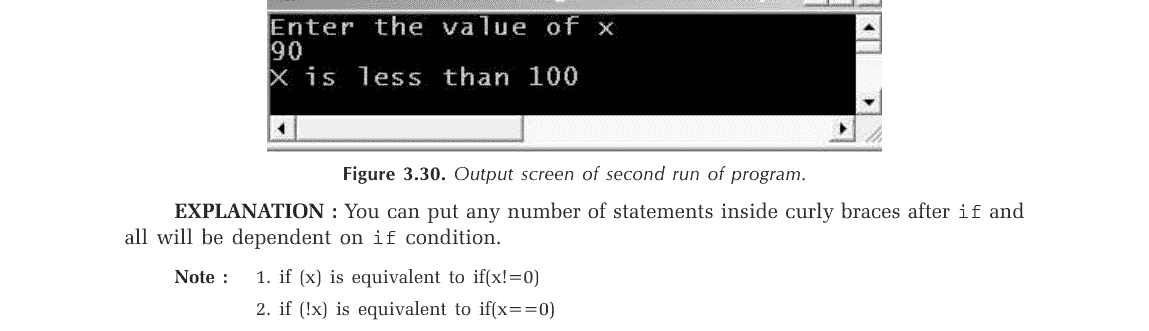 Enter the value of x
90
X is less than 100
Figure 3.30. Output screen of second run of program.
EXPLANATION : You can put any number of statements inside curly braces after if and
all will be dependent on if condition.
Note : 1. if (x) is equivalent to if(x!=0)
2. if (!x) is equivalent to if(x==0)